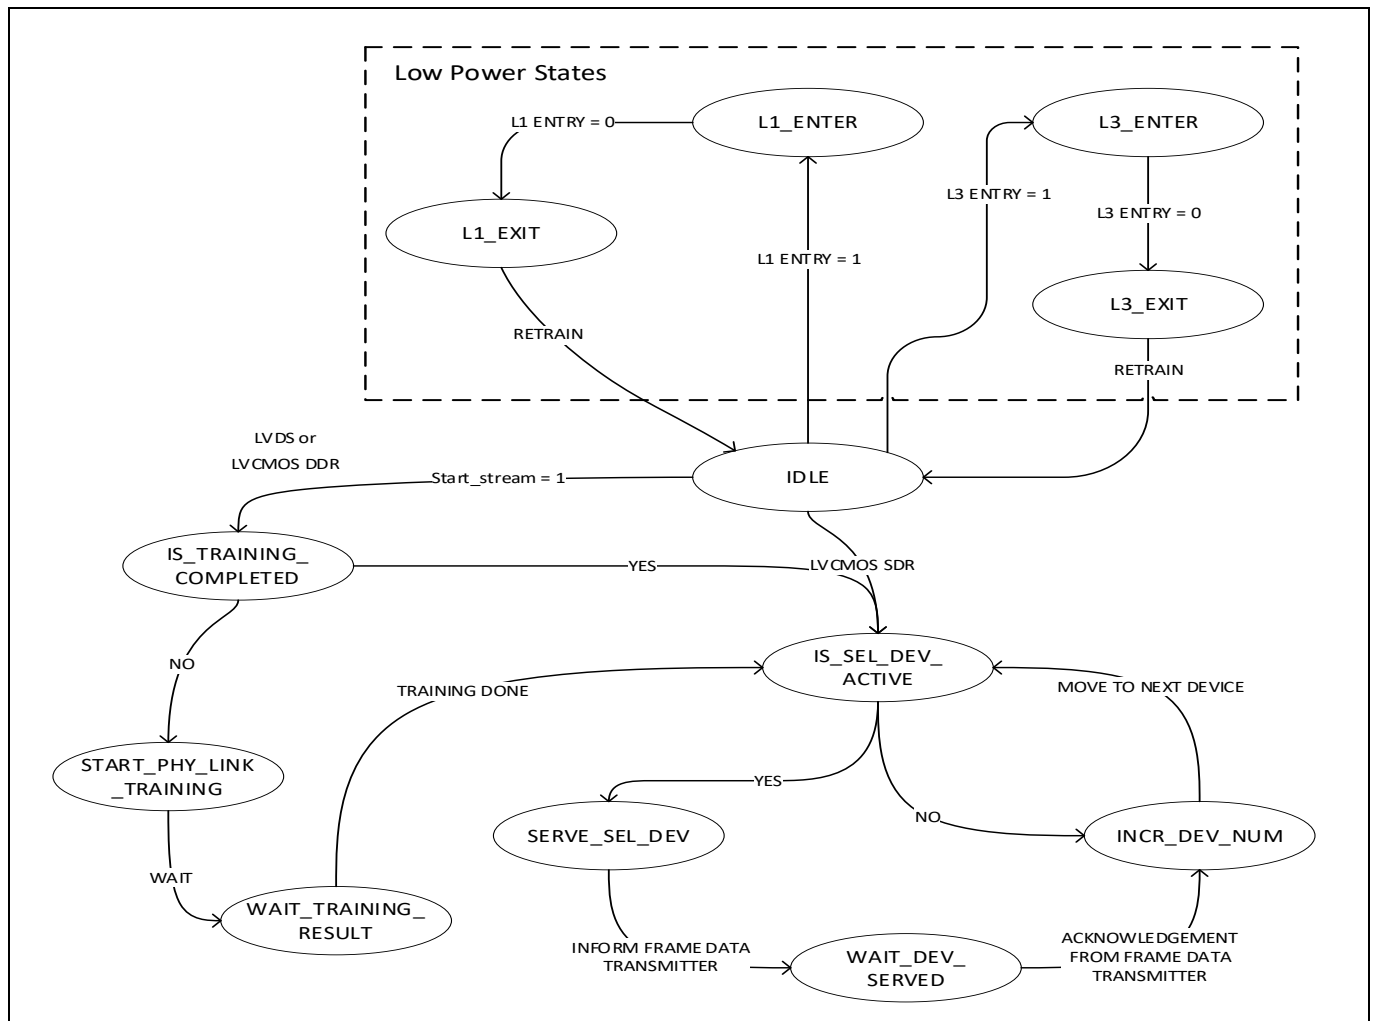 Low Power States
L1 ENTRY = 0
L1_ENTER
L3_ENTER
L3 ENTRY = 1
L3 ENTRY = 0
L1_EXIT
L1 ENTRY = 1
L3_EXIT
RETRAIN
RETRAIN
LVDS or
LVCMOS DDR
Start_stream = 1
IDLE
IS_TRAINING_
COMPLETED
YES
LVCMOS SDR
NO
IS_SEL_DEV_
ACTIVE
TRAINING DONE
MOVE TO NEXT DEVICE
START_PHY_LINK
_TRAINING
YES
NO
SERVE_SEL_DEV
INCR_DEV_NUM
WAIT
WAIT_TRAINING_
RESULT
INFORM FRAME DATA
TRANSMITTER
WAIT_DEV_
SERVED
ACKNOWLEDGEMENT
FROM FRAME DATA
TRANSMITTER